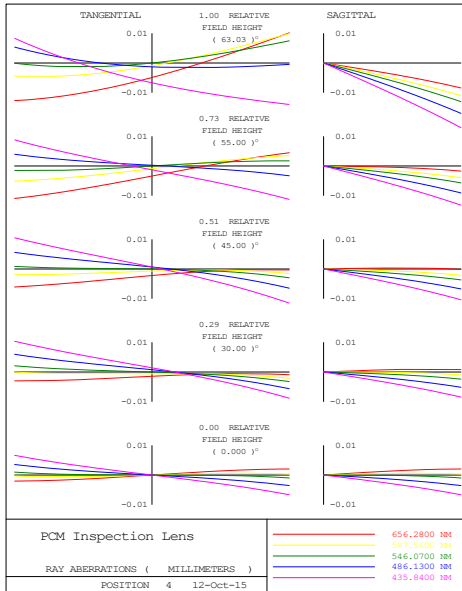 TANGENTIAL 1.00 RELATIVE SAGITTAL
FIELD HEIGHT
( 63.03 )°
0.01 0.01
-0.01 -0.01
0.73 RELATIVE
FIELD HEIGHT
( 55.00 )°
0.01 0.01
-0.01 -0.01
0.51 RELATIVE
FIELD HEIGHT
( 45.00 )°
0.01 0.01
-0.01 -0.01
0.29 RELATIVE
FIELD HEIGHT
( 30.00 )°
0.01 0.01
-0.01 -0.01
0.00 RELATIVE
FIELD HEIGHT
( 0.000 )°
0.01 0.01
-0.01 -0.01
PCM Inspection Lens
RAY ABERRATIONS ( MILLIMETERS )
POSITION 4 12-Oct-15
656.2800 NM
NM
546.0700 NM
486.1300 NM
435.8400 NM